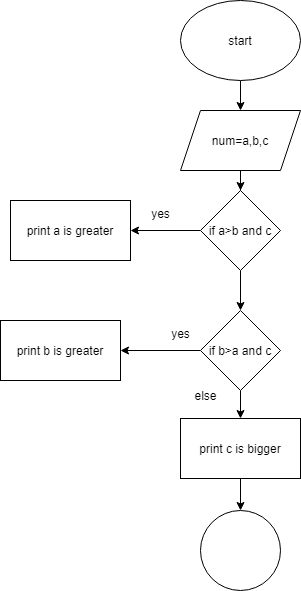 start
num=a,b,c
yes
print a is greater
if a>b and c
yes
print b is greater
if b>a and c
else
print c is bigger